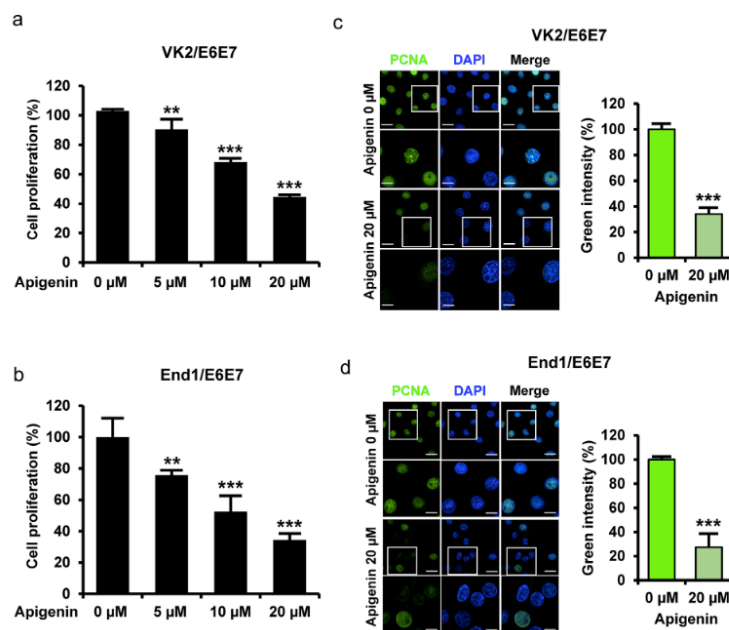 a
VK2/E6E7
Cell proliferation (%)
120
100
80
60
40
20
0
** *** ***
Apigenin 0 µM 5 µM 10 µM 20 µM
c
VK2/E6E7
PCNA DAPI Merge
Apigenin 0 µM
Apigenin 20 µM
Green intensity (%)
120
100
80
60
40
20
0
***
0 µM 20 µM
Apigenin
b
End1/E6E7
Cell proliferation (%)
120
100
80
60
40
20
0
** *** ***
Apigenin 0 µM 5 µM 10 µM 20 µM
d
End1/E6E7
PCNA DAPI Merge
Apigenin 0 µM
Apigenin 20 µM
Green intensity (%)
120
100
80
60
40
20
0
***
0 µM 20 µM
Apigenin